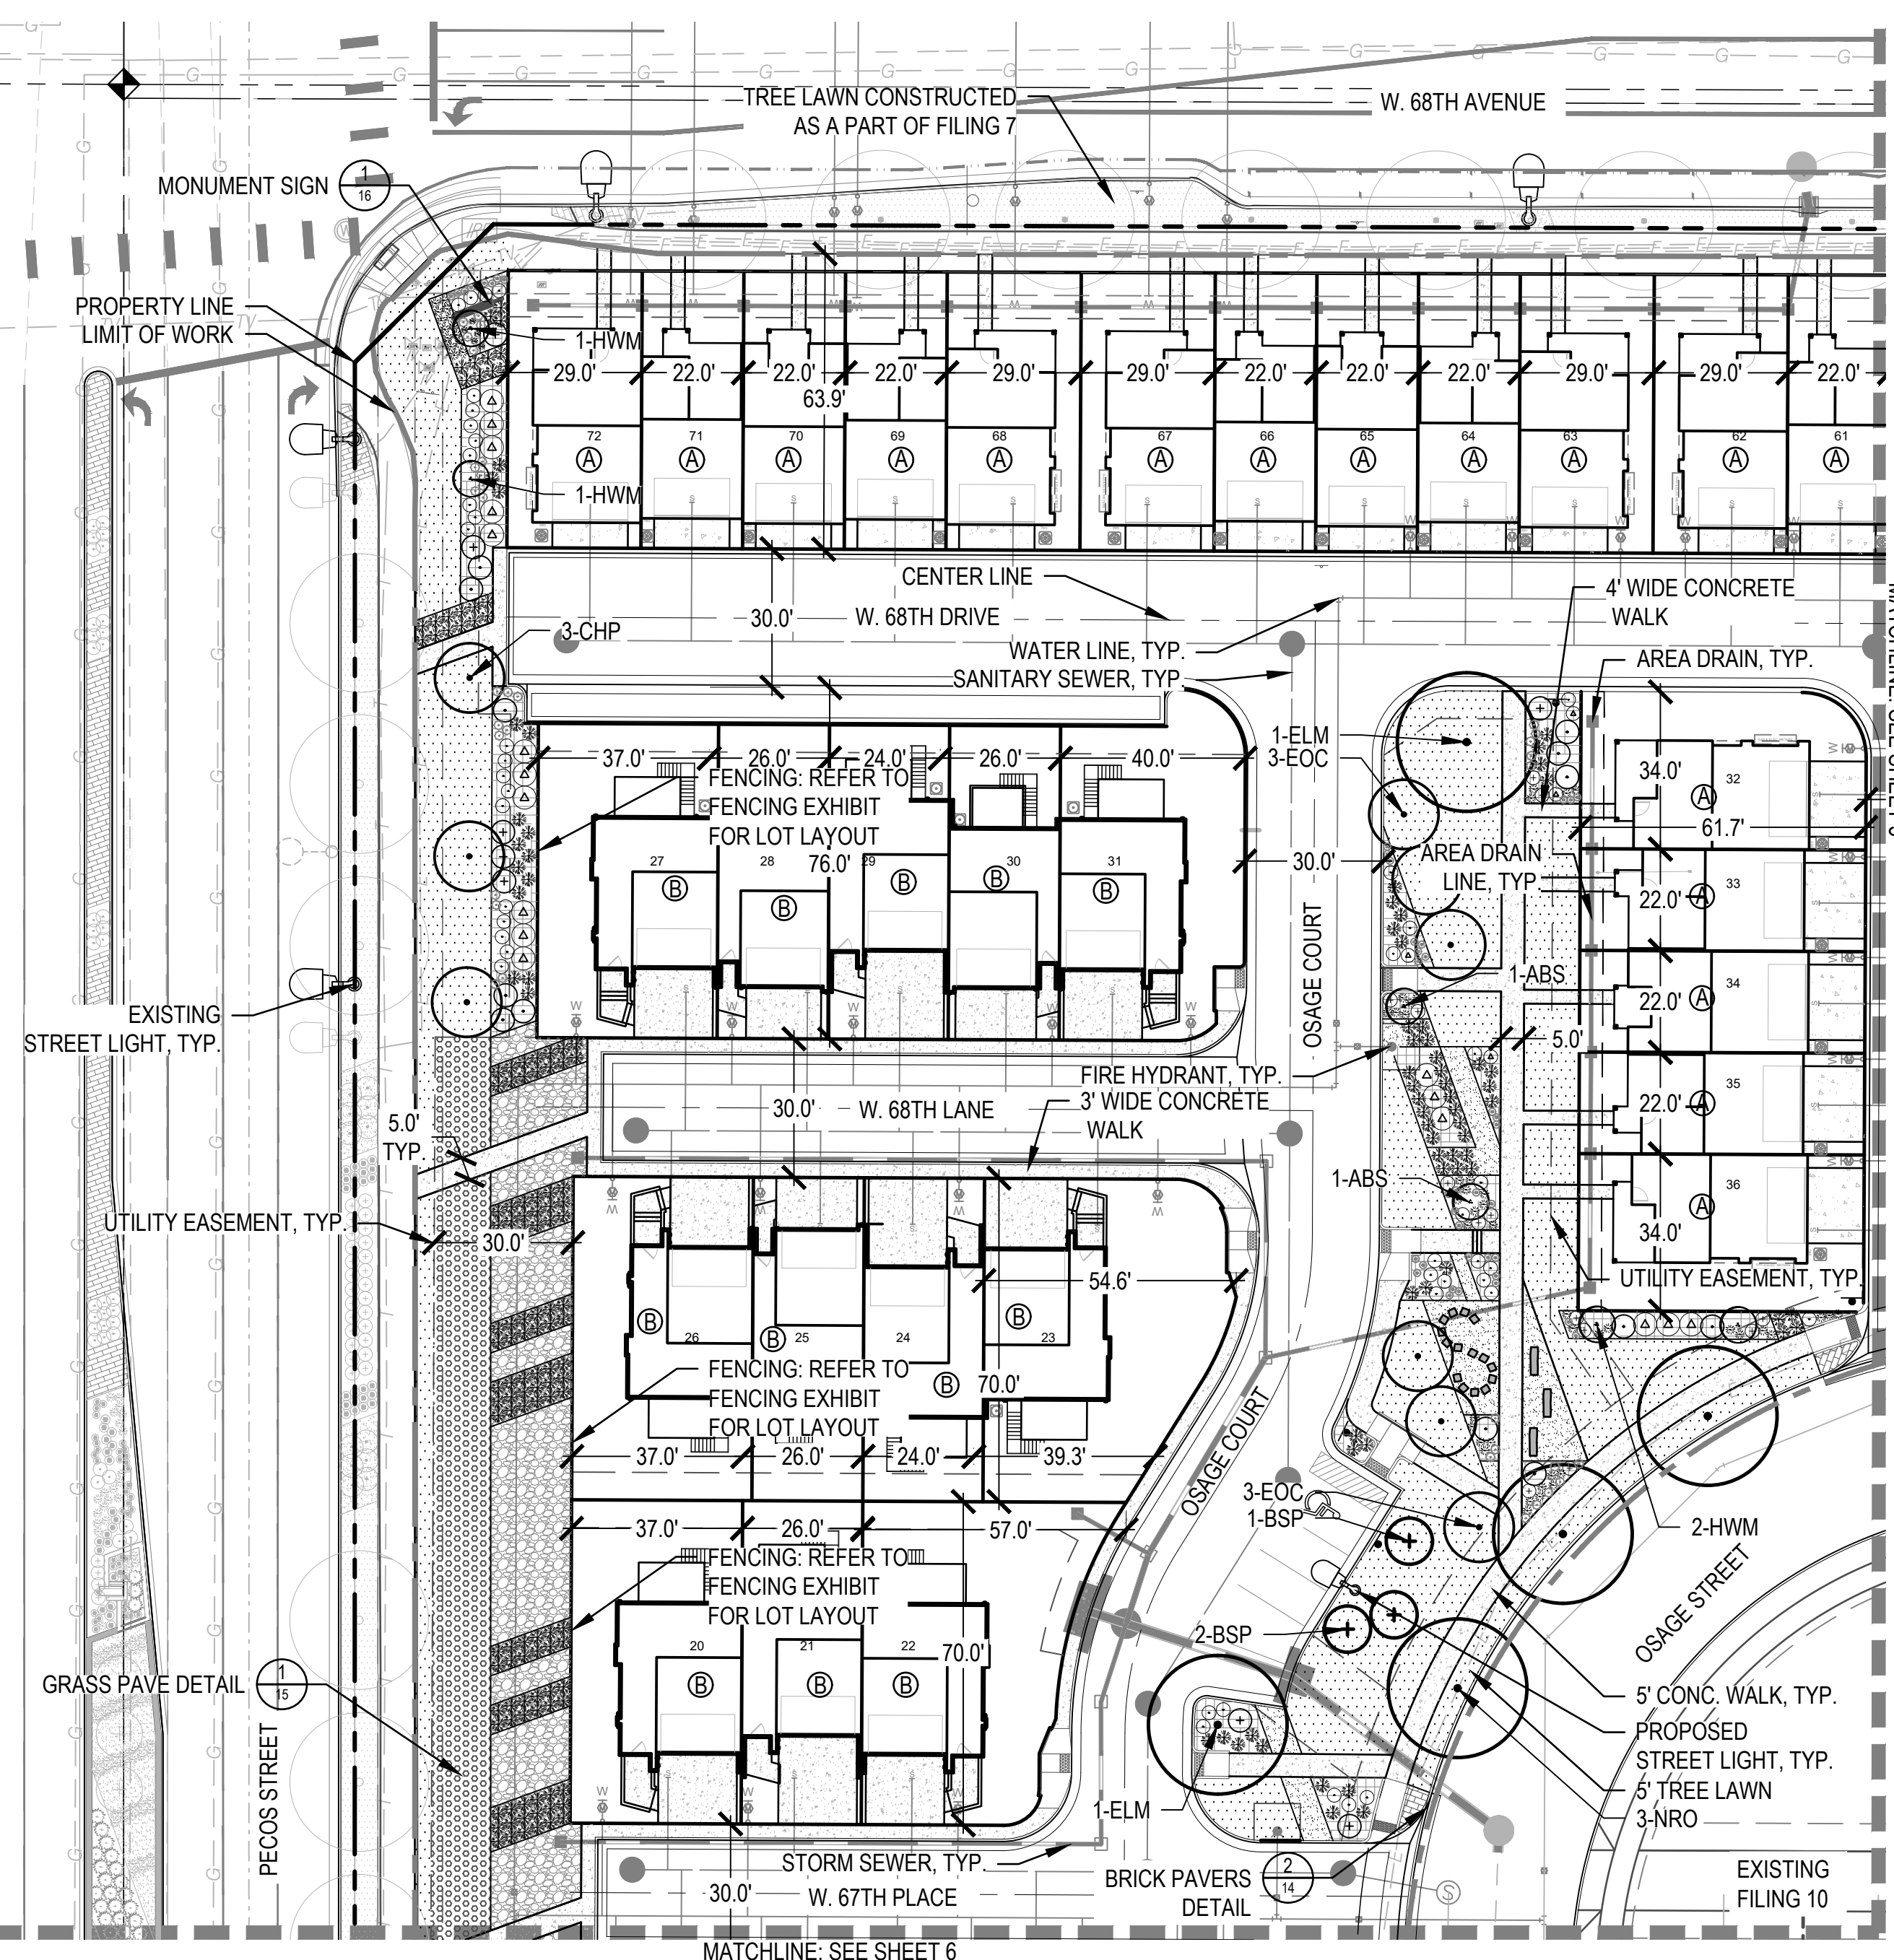 W. 68TH AVENUE
TREE LAWN CONSTRUCTED
AS A PART OF FILING 7
MONUMENT SIGN
1
16
PROPERTY LINE
LIMIT OF WORK
1-HWM
29.0'
22.0'
22.0'
22.0'
29.0'
29.0'
22.0'
22.0'
22.0'
29.0'
29.0'
22.0'
63.9'
72
71
70
69
68
67
66
65
64
63
62
61
A
A
A
A
A
A
A
A
A
A
A
A
1-HWM
CENTER LINE
4' WIDE CONCRETE
WALK
30.0'
W. 68TH DRIVE
3-CHP
WATER LINE, TYP.
SANITARY SEWER, TYP.
AREA DRAIN, TYP.
1-ELM
3-EOC
37.0'
26.0'
24.0'
26.0'
40.0'
FENCING: REFER TO
FENCING EXHIBIT
FOR LOT LAYOUT
76.0'
27
28
29
30
31
B
B
B
B
B
30.0'
34.0'
32
A
61.7'
AREA DRAIN
LINE, TYP.
22.0'
33
A
OSAGE COURT
1-ABS
22.0'
34
A
5.0'
EXISTING
STREET LIGHT, TYP.
FIRE HYDRANT, TYP.
3' WIDE CONCRETE
WALK
30.0'
W. 68TH LANE
22.0'
35
A
5.0'
TYP.
1-ABS
36
A
34.0'
UTILITY EASEMENT, TYP.
30.0'
54.6'
UTILITY EASEMENT, TYP.
26
25
24
23
B
B
B
B
FENCING: REFER TO
FENCING EXHIBIT
FOR LOT LAYOUT
70.0'
37.0'
26.0'
24.0'
39.3'
OSAGE COURT
3-EOC
1-BSP
37.0'
26.0'
57.0'
2-HWM
FENCING: REFER TO
FENCING EXHIBIT
FOR LOT LAYOUT
OSAGE STREET
2-BSP
20
21
22
70.0'
B
B
B
GRASS PAVE DETAIL
1
15
PECOS STREET
5' CONC. WALK, TYP.
PROPOSED
STREET LIGHT, TYP.
5' TREE LAWN
3-NRO
1-ELM
STORM SEWER, TYP.
BRICK PAVERS
DETAIL
2
14
30.0'
W. 67TH PLACE
EXISTING
FILING 10
MATCHLINE: SEE SHEET 6